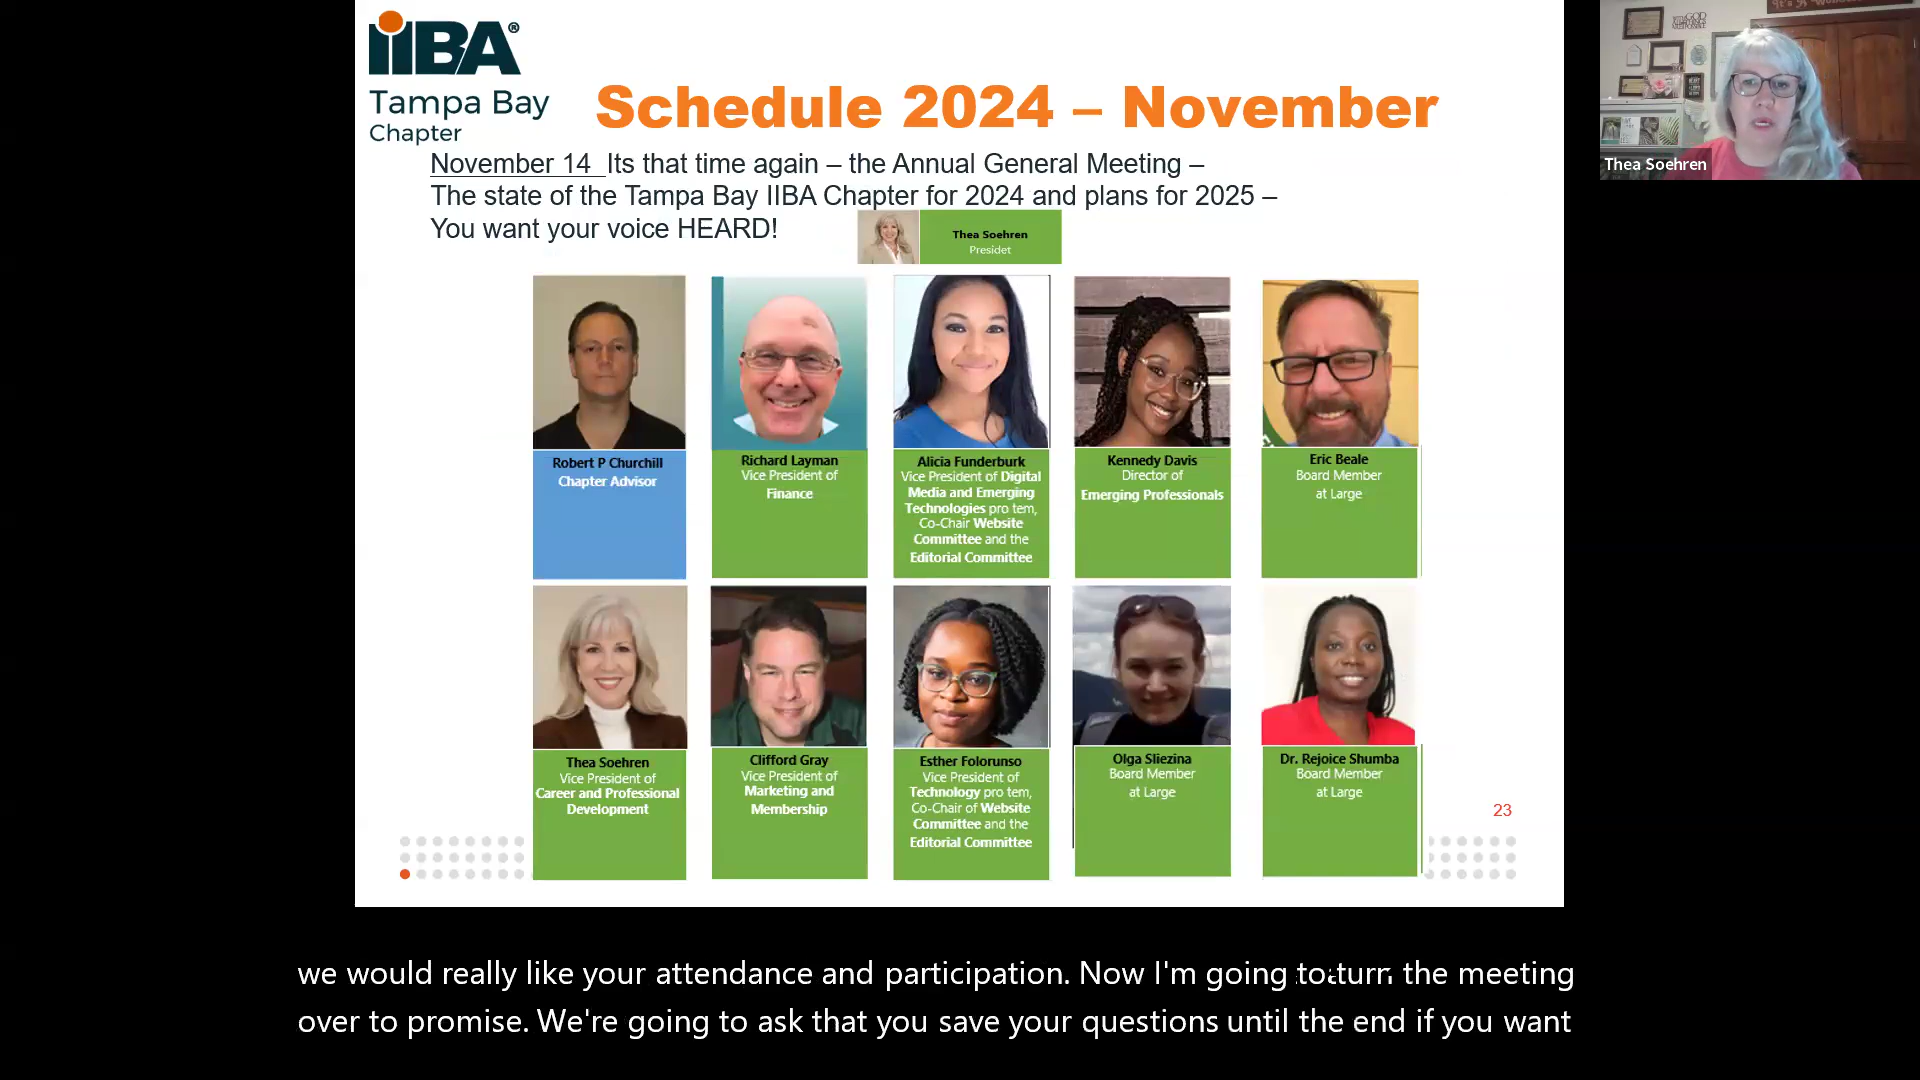 iiBA®
Tampa Bay
Chapter
Schedule 2024 – November
November 14 Its that time again – the Annual General Meeting –
The state of the Tampa Bay IIBA Chapter for 2024 and plans for 2025 –
You want your voice HEARD!
Thea Soehren
Presidet
Robert P Churchill
Chapter Advisor
Richard Layman
Vice President of
Finance
Alicia Funderburk
Vice President of Digital
Media and Emerging
Technologies pro tem,
Co-Chair Website
Committee and the
Editorial Committee
Kennedy Davis
Director of
Emerging Professionals
Eric Beale
Board Member
at Large
Thea Soehren
Vice President of
Career and Professional
Development
Clifford Gray
Vice President of
Marketing and
Membership
Esther Folorunso
Vice President of
Technology pro tem,
Co-Chair of Website
Committee and the
Editorial Committee
Olga Sliezina
Board Member
at Large
Dr. Rejoice Shumba
Board Member
at Large
23
Thea Soehren
we would really like your attendance and participation. Now I'm going to turn the meeting
over to promise. We're going to ask that you save your questions until the end if you want